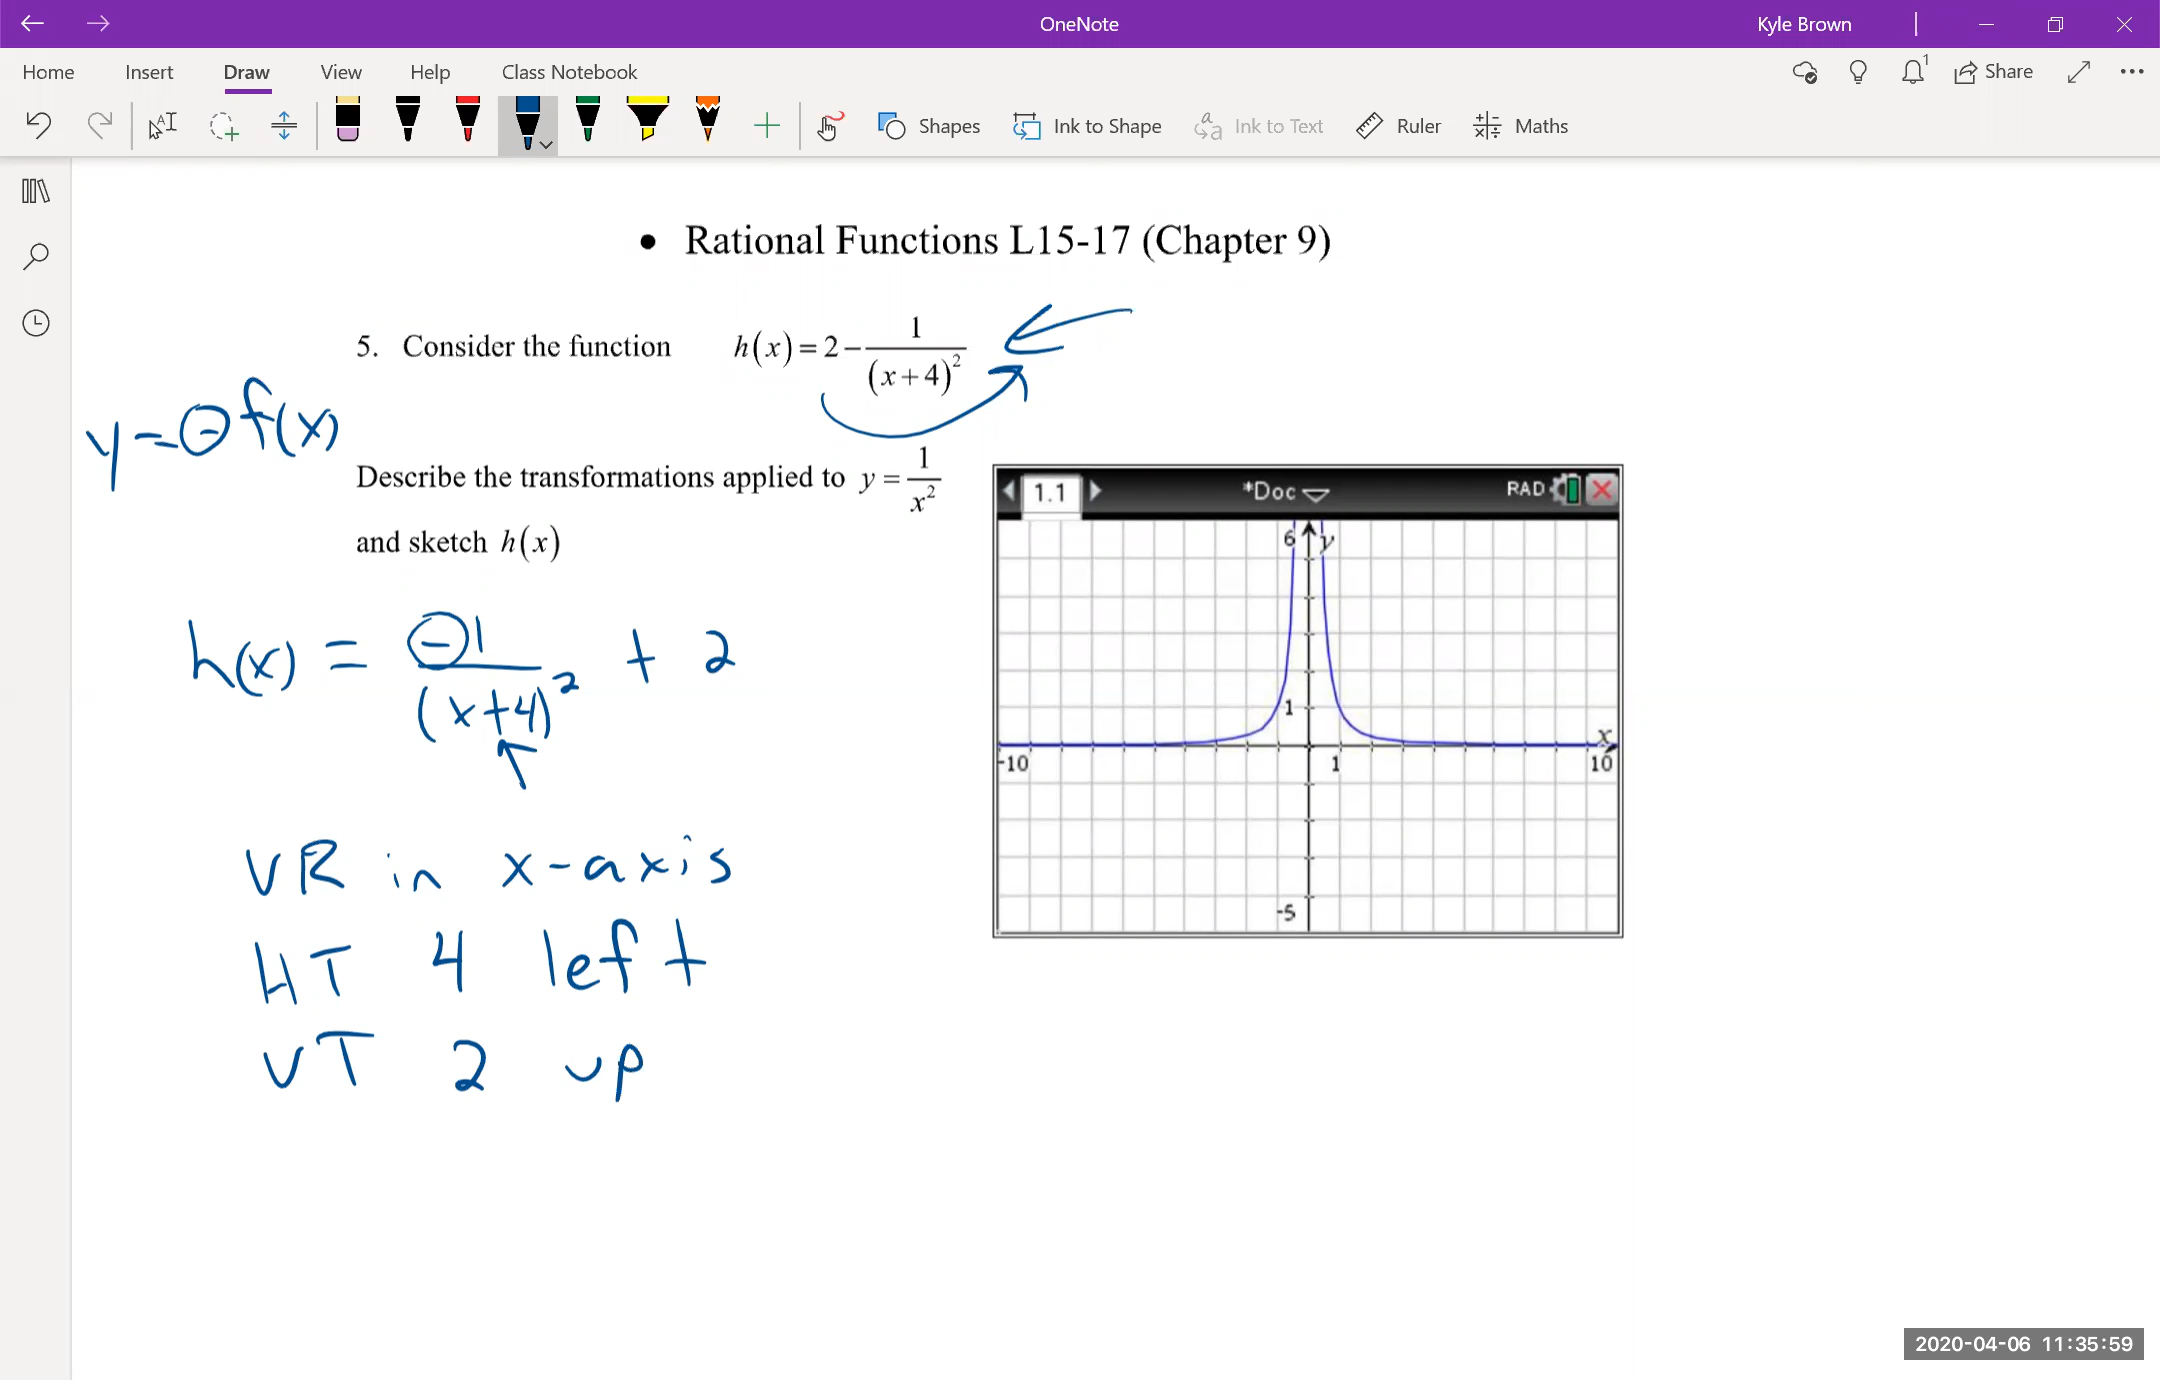 OneNote
Kyle Brown
Home Insert Draw View Help Class Notebook
1 Share
Shapes Ink to Shape Ink to Text Ruler Maths
• Rational Functions L15-17 (Chapter 9)
5. Consider the function h(x) = 2 − 1/(x+4)²
y = −f(x)
Describe the transformations applied to y = 1/x²
and sketch h(x)
h(x) = −1/(x+4)² + 2
VR in x-axis
HT 4 left
VT 2 up
1.1 *Doc RAD
6 y
1
x
-10 1 10
-5
2020-04-06 11:35:59